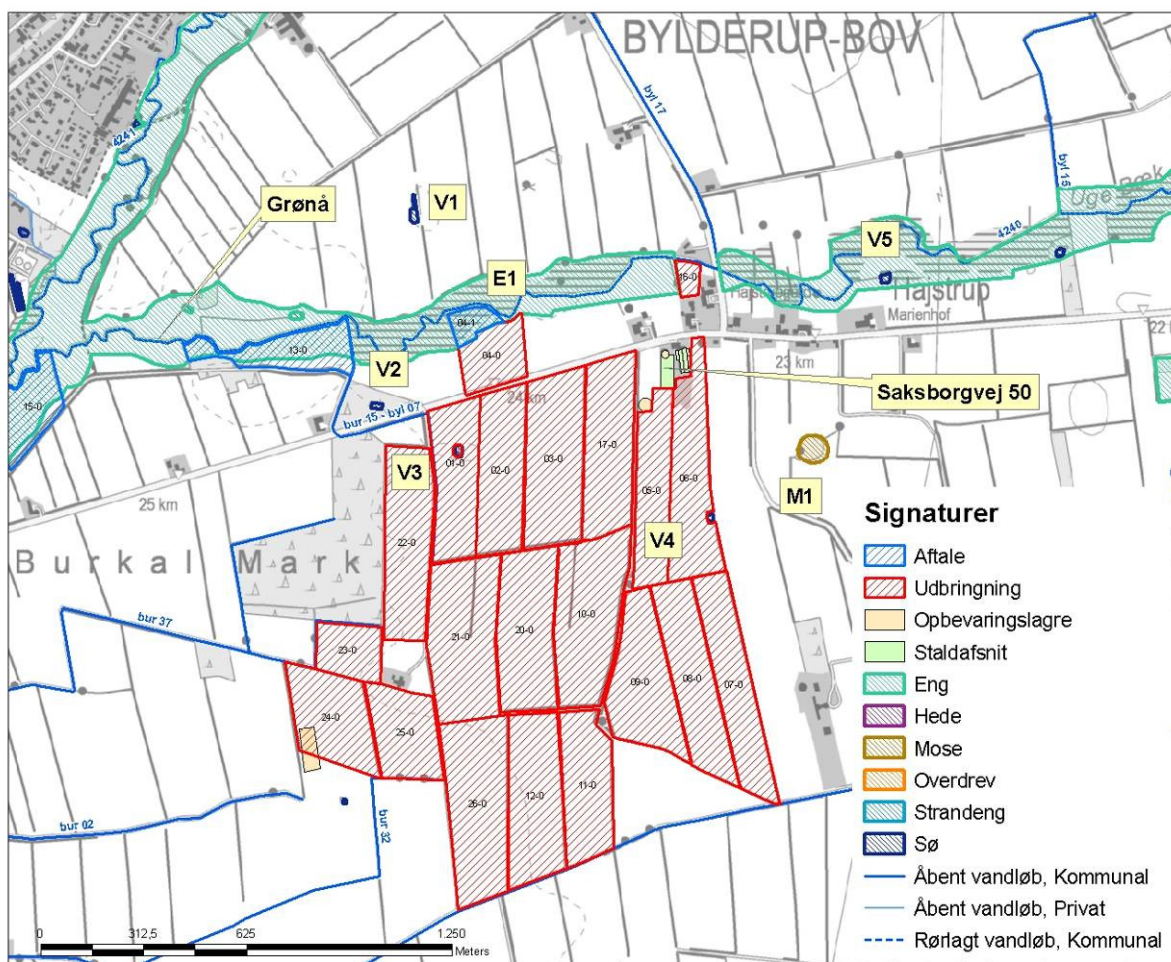 BYLDERUP-BOV
4241
byl 17
byl 15
Uge Bæk
Grønå
V1
V5
4240
E1
16-0
Hajstrup
Marienhof
04-1
13-0
04-0
23 km
22
V2
24 km
Saksborgvej 50
15-0
bur 15 - byl 07
17-0
03-0
02-0
01-0
V3
06-0
05-0
M1
25 km
V4
22-0
Burkal Mark
Signaturer
Aftale
Udbringning
Opbevaringslagre
Staldafsnit
Eng
Hede
Mose
Overdrev
Strandeng
Sø
Åbent vandløb, Kommunal
Åbent vandløb, Privat
Rørlagt vandløb, Kommunal
bur 37
10-0
20-0
21-0
23-0
09-0
08-0
07-0
24-0
25-0
11-0
12-0
26-0
bur 02
bur 32
0 312,5 625 1.250
Meters